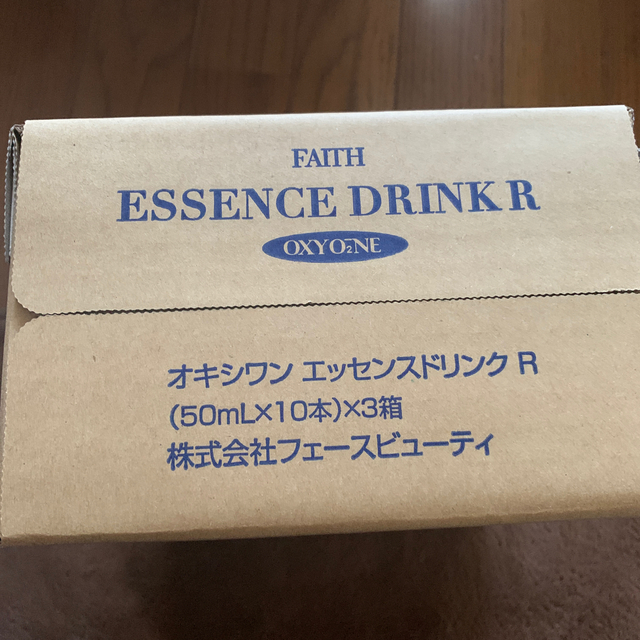 FAITH
ESSENCE DRINK R
OXYO₂NE
オキシワン エッセンスドリンク R
(50mL×10本)×3箱
株式会社フェースビューティ